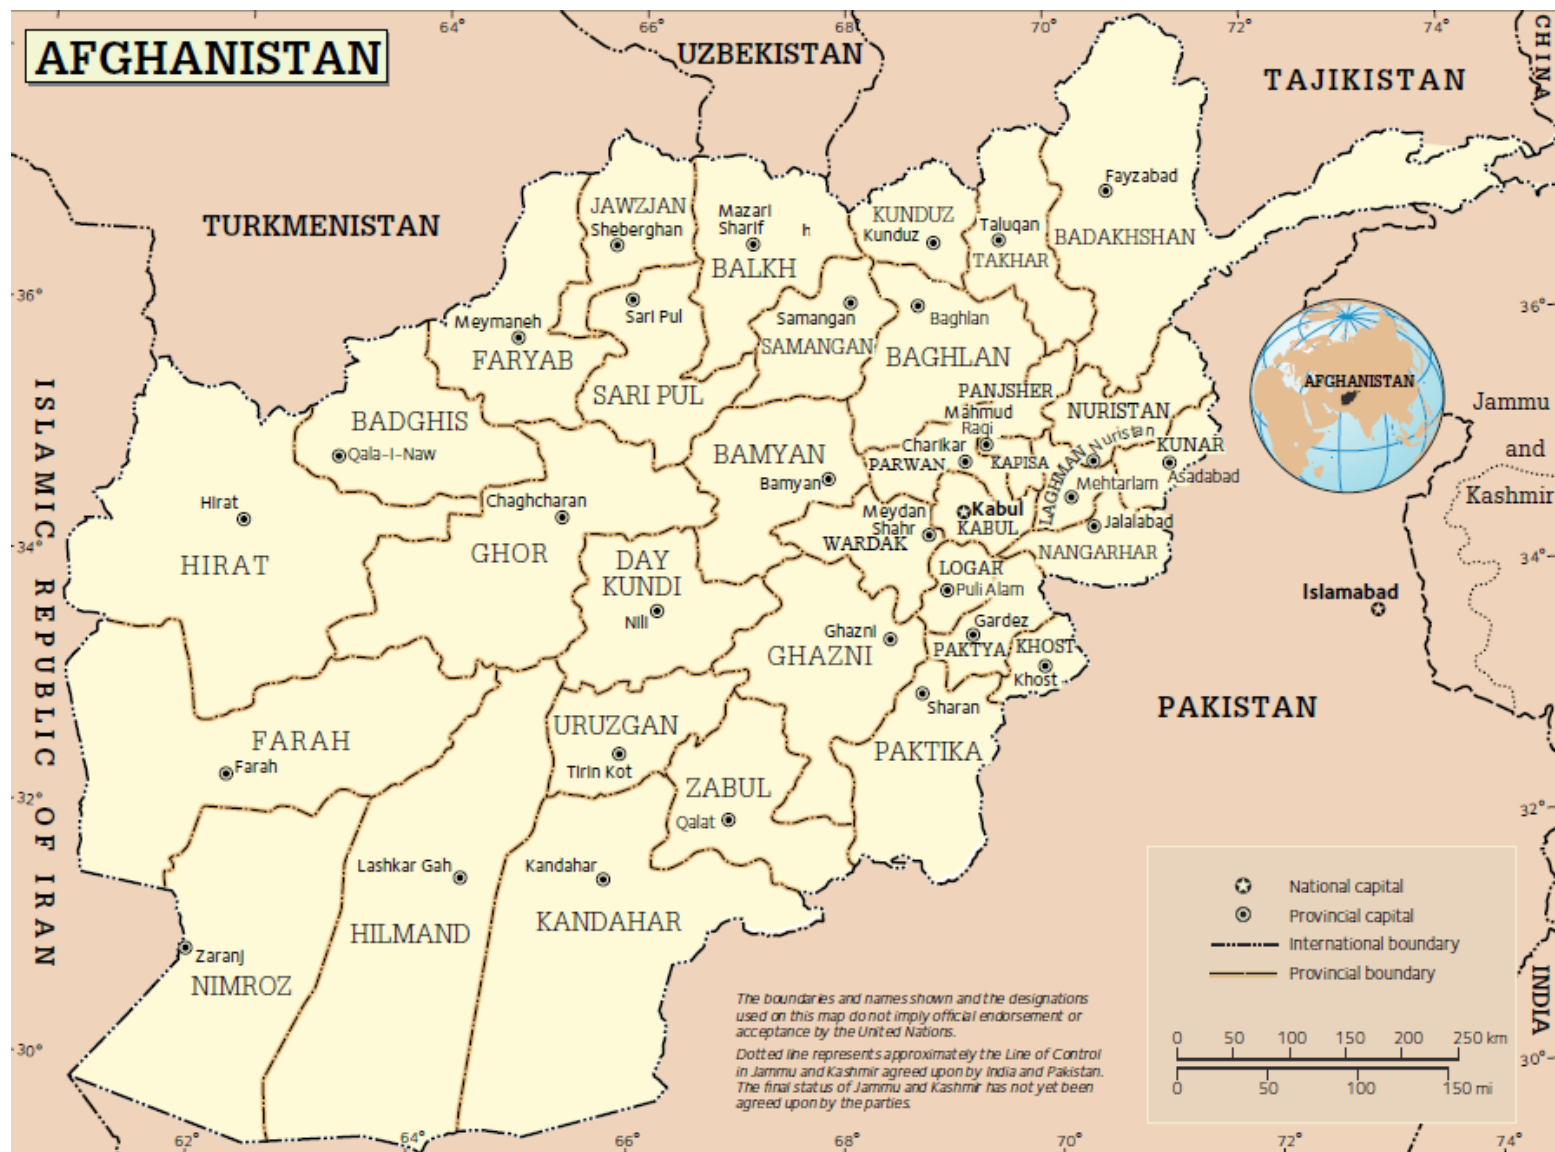 AFGHANISTAN
64°
66°
68°
70°
72°
74°
CHINA
UZBEKISTAN
TAJIKISTAN
TURKMENISTAN
Fayzabad
BADAKHSHAN
JAWZJAN
Sheberghan
Mazari
Sharif
h
BALKH
KUNDUZ
Kunduz
Taluqan
TAKHAR
36°
36°
Meymaneh
FARYAB
Sari Pul
SARI PUL
Samangan
SAMANGAN
Baghlan
BAGHLAN
AFGHANISTAN
PANJSHER
Mahmud
Raqi
NURISTAN
Nuristan
KUNAR
Asadabad
Jammu
and
Kashmir
BADGHIS
Qala-I-Naw
BAMYAN
Bamyan
Charikar
PARWAN
KAPISA
LAGHMAN
Mehtarlam
Hirat
HIRAT
Chaghcharan
GHOR
Meydan
Shahr
WARDAK
Kabul
KABUL
Jalalabad
NANGARHAR
34°
34°
DAY
KUNDI
Nili
LOGAR
Puli Alam
Islamabad
Ghazni
GHAZNI
Gardez
PAKTYA
KHOST
Khost
Sharan
PAKTIKA
PAKISTAN
ISLAMIC REPUBLIC OF IRAN
FARAH
Farah
URUZGAN
Tirin Kot
ZABUL
Qalat
32°
32°
Lashkar Gah
HILMAND
Kandahar
KANDAHAR
Zaranj
NIMROZ
National capital
Provincial capital
International boundary
Provincial boundary
0 50 100 150 200 250 km
0 50 100 150 mi
INDIA
The boundaries and names shown and the designations
used on this map do not imply official endorsement or
acceptance by the United Nations.
Dotted line represents approximately the Line of Control
in Jammu and Kashmir agreed upon by India and Pakistan.
The final status of Jammu and Kashmir has not yet been
agreed upon by the parties.
30°
30°
62°
64°
66°
68°
70°
72°
74°